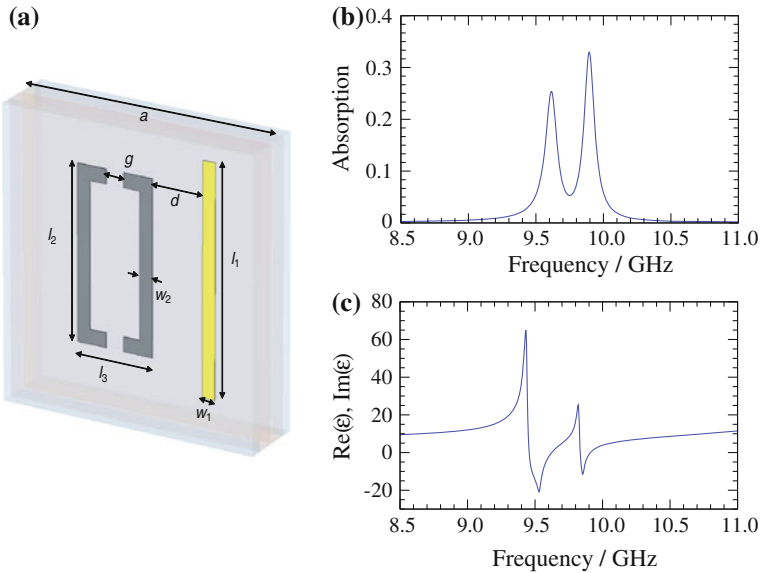 (a)
a
g
d
l2
l1
w2
l3
w1
(b)
0.4
0.3
0.2
0.1
0
Absorption
8.5 9.0 9.5 10.0 10.5 11.0
Frequency / GHz
(c)
80
60
40
20
0
-20
Re(ε), Im(ε)
8.5 9.0 9.5 10.0 10.5 11.0
Frequency / GHz